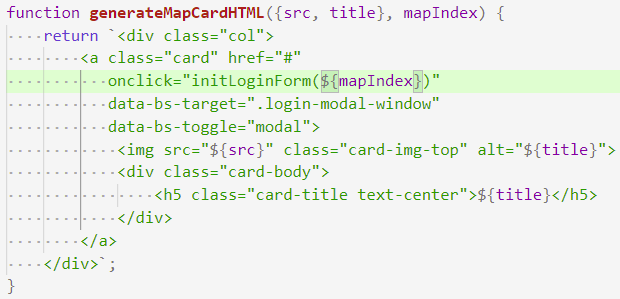 function generateMapCardHTML({src, title}, mapIndex) {
    return `<div class="col">
        <a class="card" href="#"
           onclick="initLoginForm(${mapIndex})"
           data-bs-target=".login-modal-window"
           data-bs-toggle="modal">
            <img src="${src}" class="card-img-top" alt="${title}">
            <div class="card-body">
                <h5 class="card-title text-center">${title}</h5>
            </div>
        </a>
    </div>`;
}